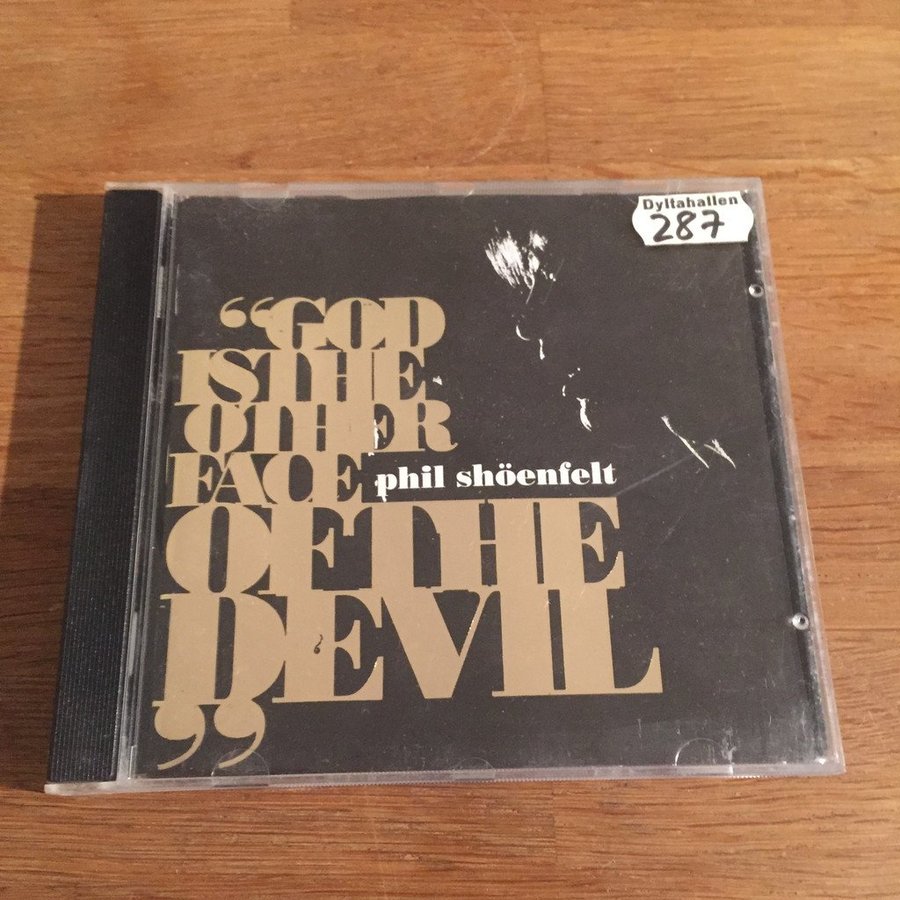 Dyltahallen
287
“GOD
IS THE
OTHER
FACE
phil shöenfelt
OF THE
DEVIL
”